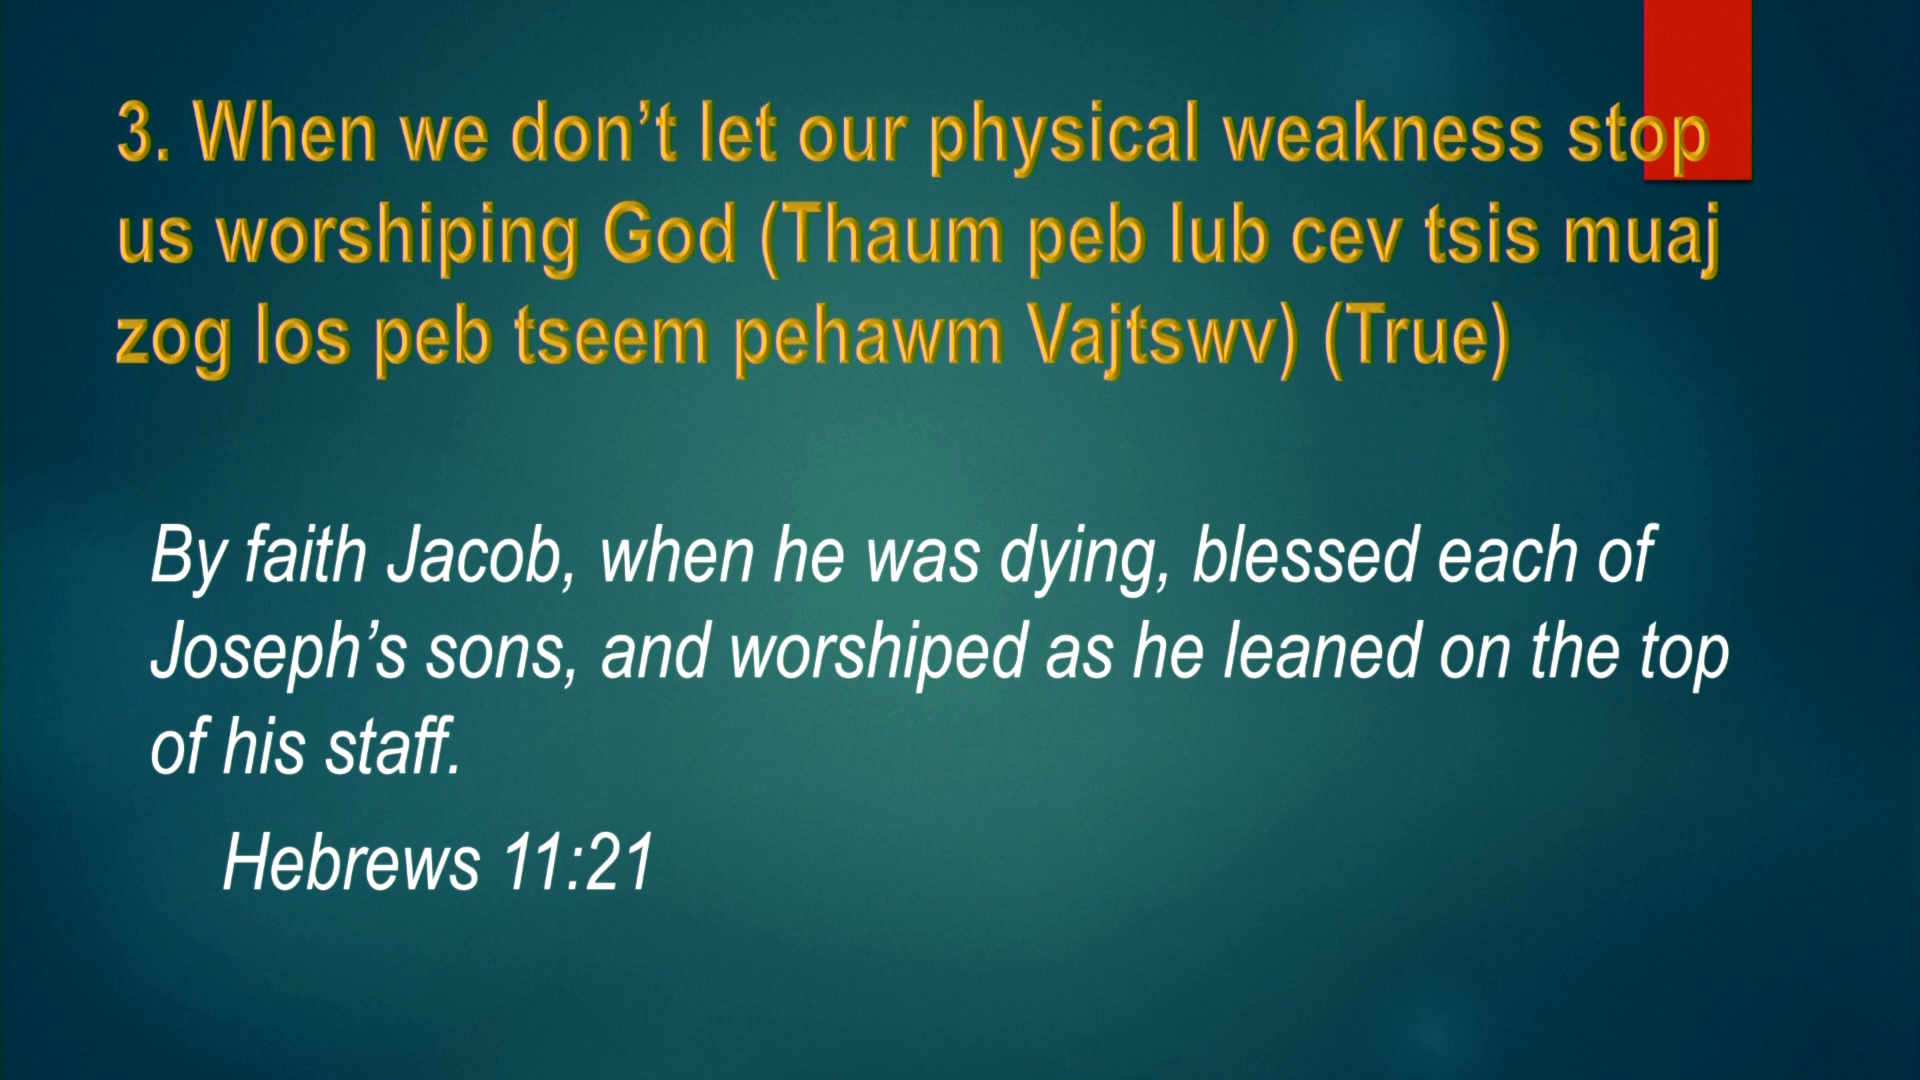 3. When we don’t let our physical weakness stop
us worshiping God (Thaum peb lub cev tsis muaj
zog los peb tseem pehawm Vajtswv) (True)
By faith Jacob, when he was dying, blessed each of
Joseph’s sons, and worshiped as he leaned on the top
of his staff.
Hebrews 11:21